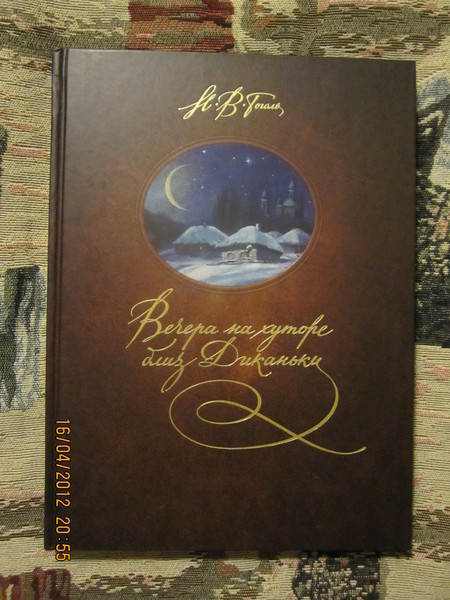 Н. В. Гоголь
Вечера на хуторе
близ Диканьки
16/04/2012 20:55